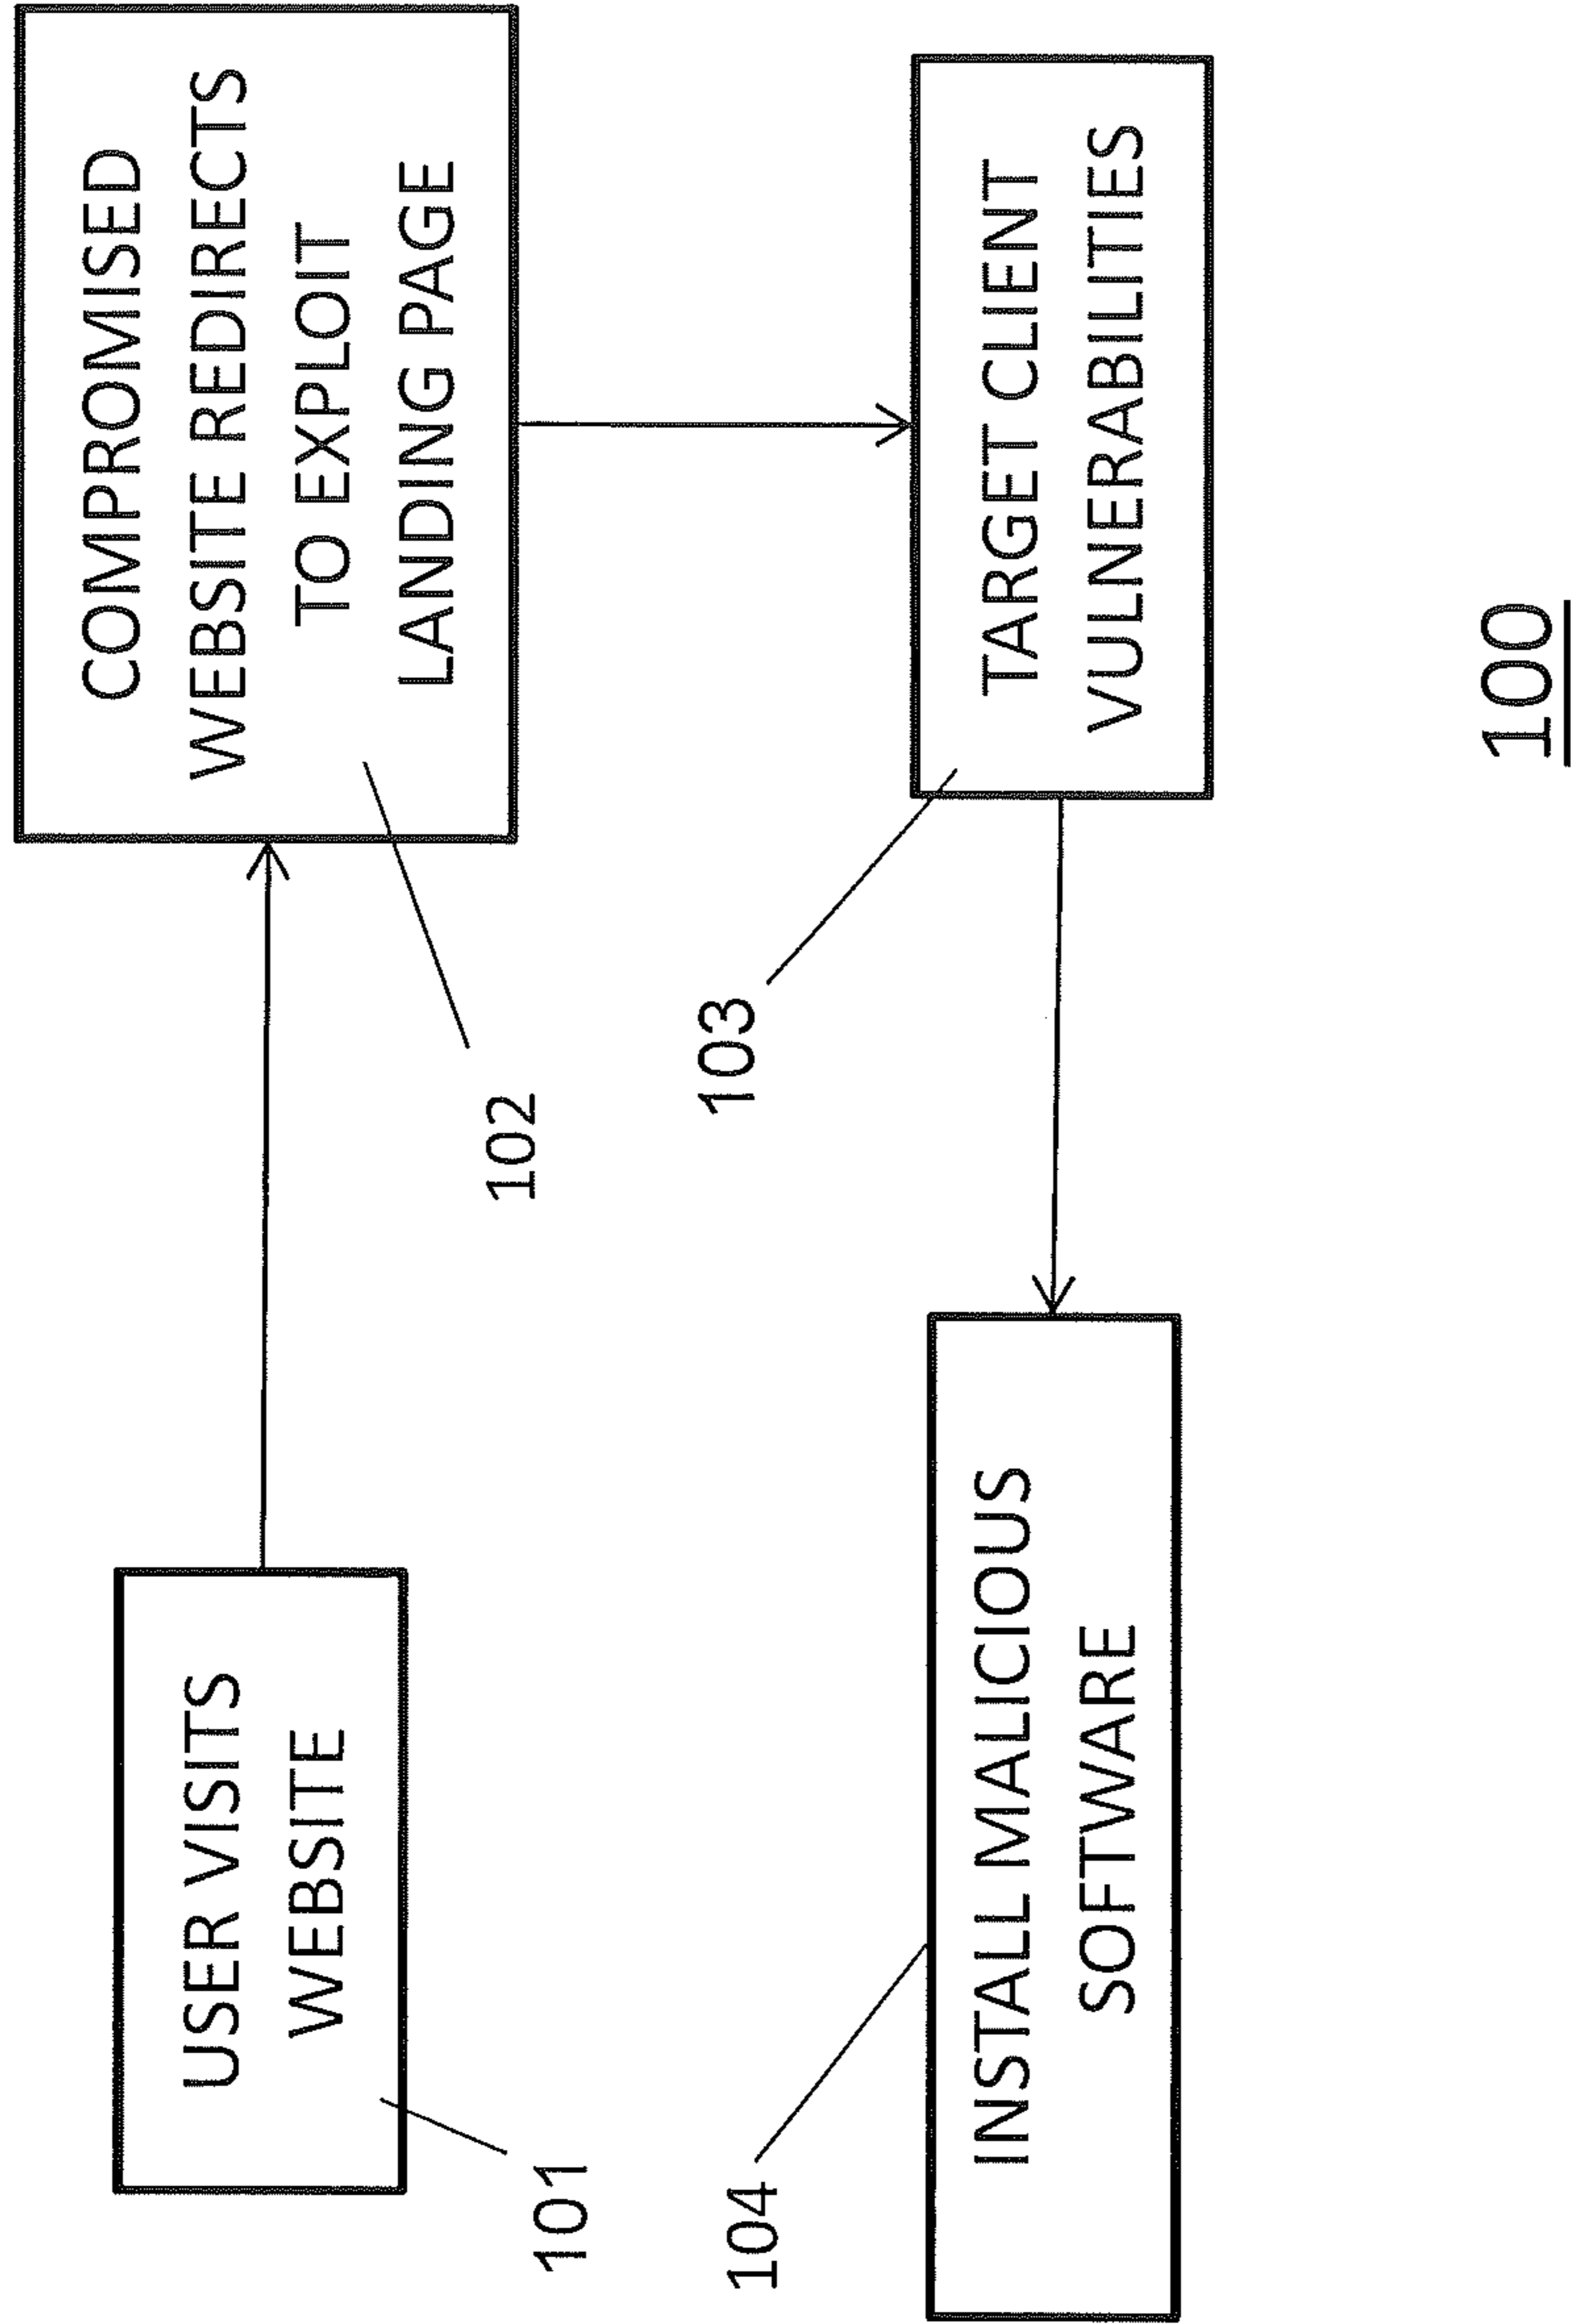 USER VISITS
WEBSITE
101
COMPROMISED
WEBSITE REDIRECTS
TO EXPLOIT
LANDING PAGE
102
TARGET CLIENT
VULNERABILITIES
103
INSTALL MALICIOUS
SOFTWARE
104
100